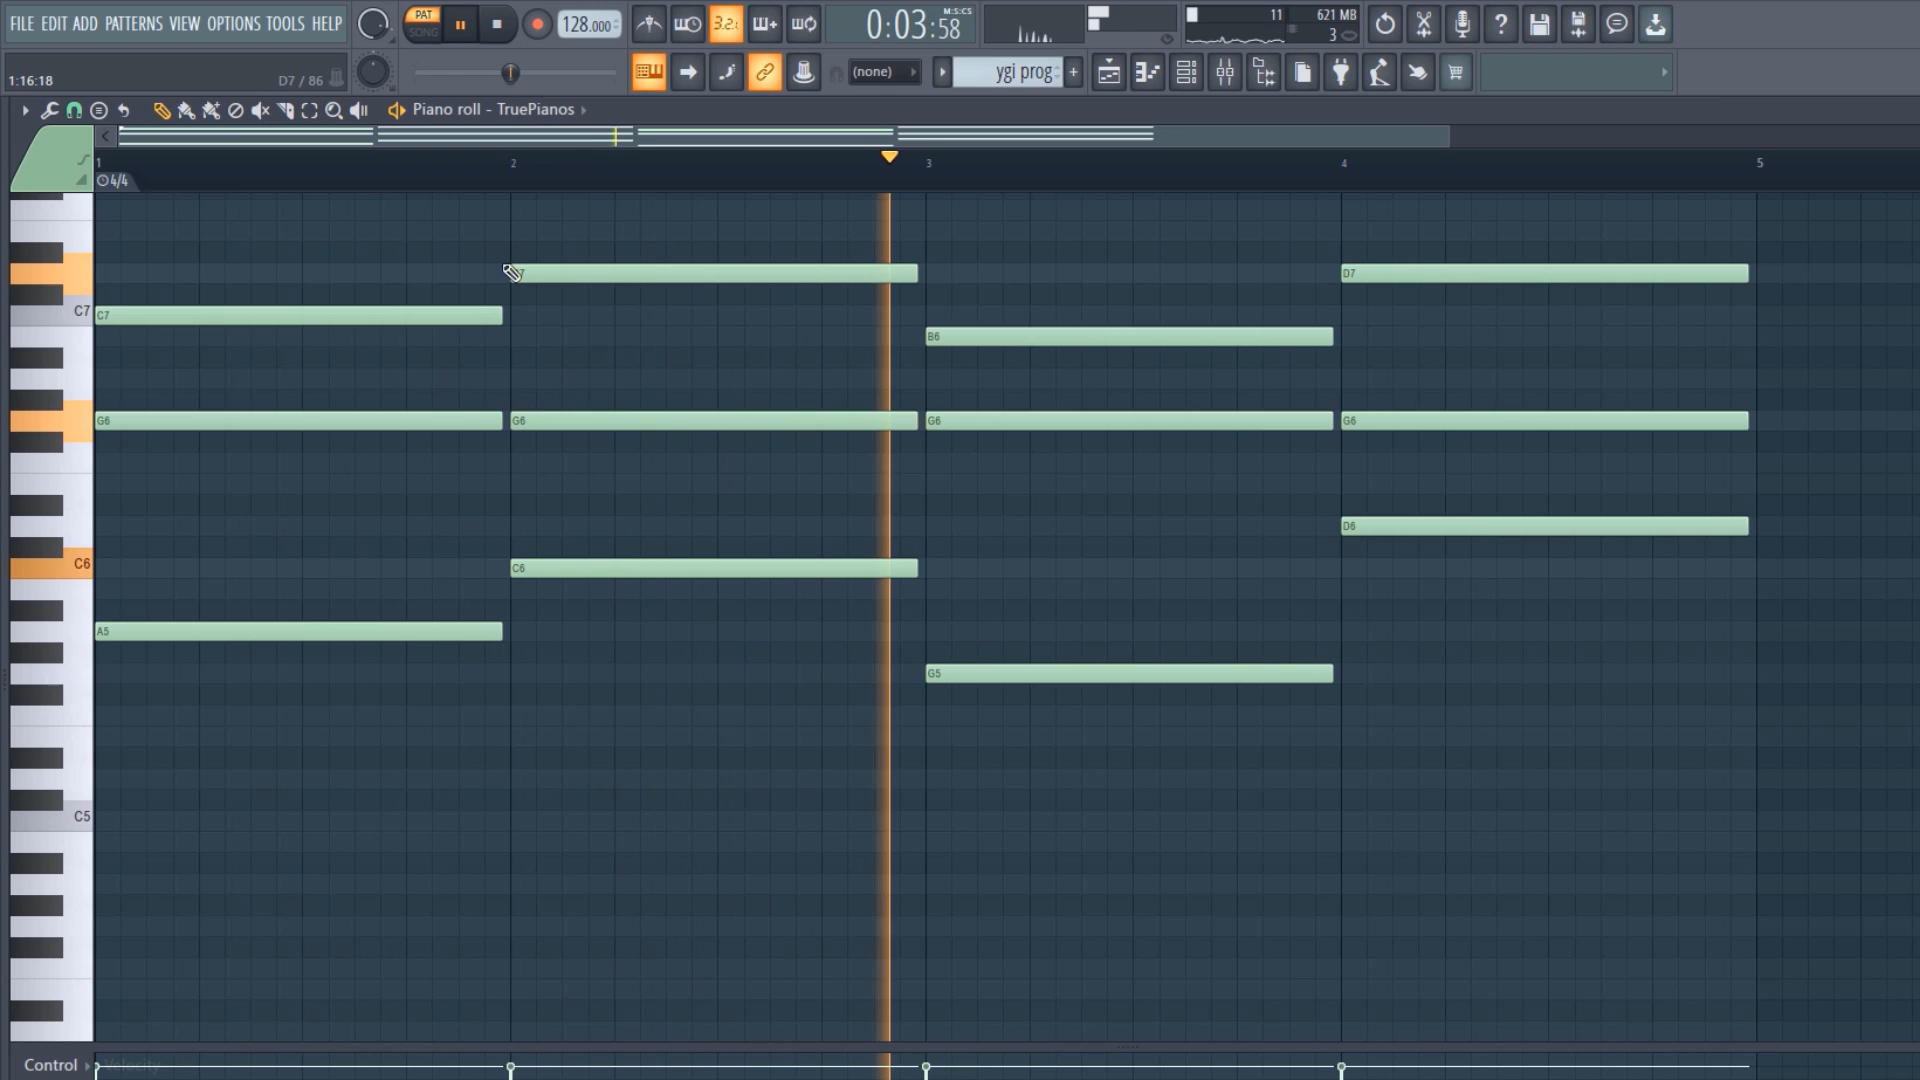 FILE EDIT ADD PATTERNS VIEW OPTIONS TOOLS HELP
PAT
SONG
128.000
3.2.
0:03:58
M:S:CS
11
621 MB
3
1:16:18
D7 / 86
(none)
ygi prog
+
Piano roll - TruePianos
1
2
3
4
5
4/4
7
D7
C7
C7
B6
G6
G6
G6
G6
D6
C6
C6
A5
G5
C5
Control
Velocity